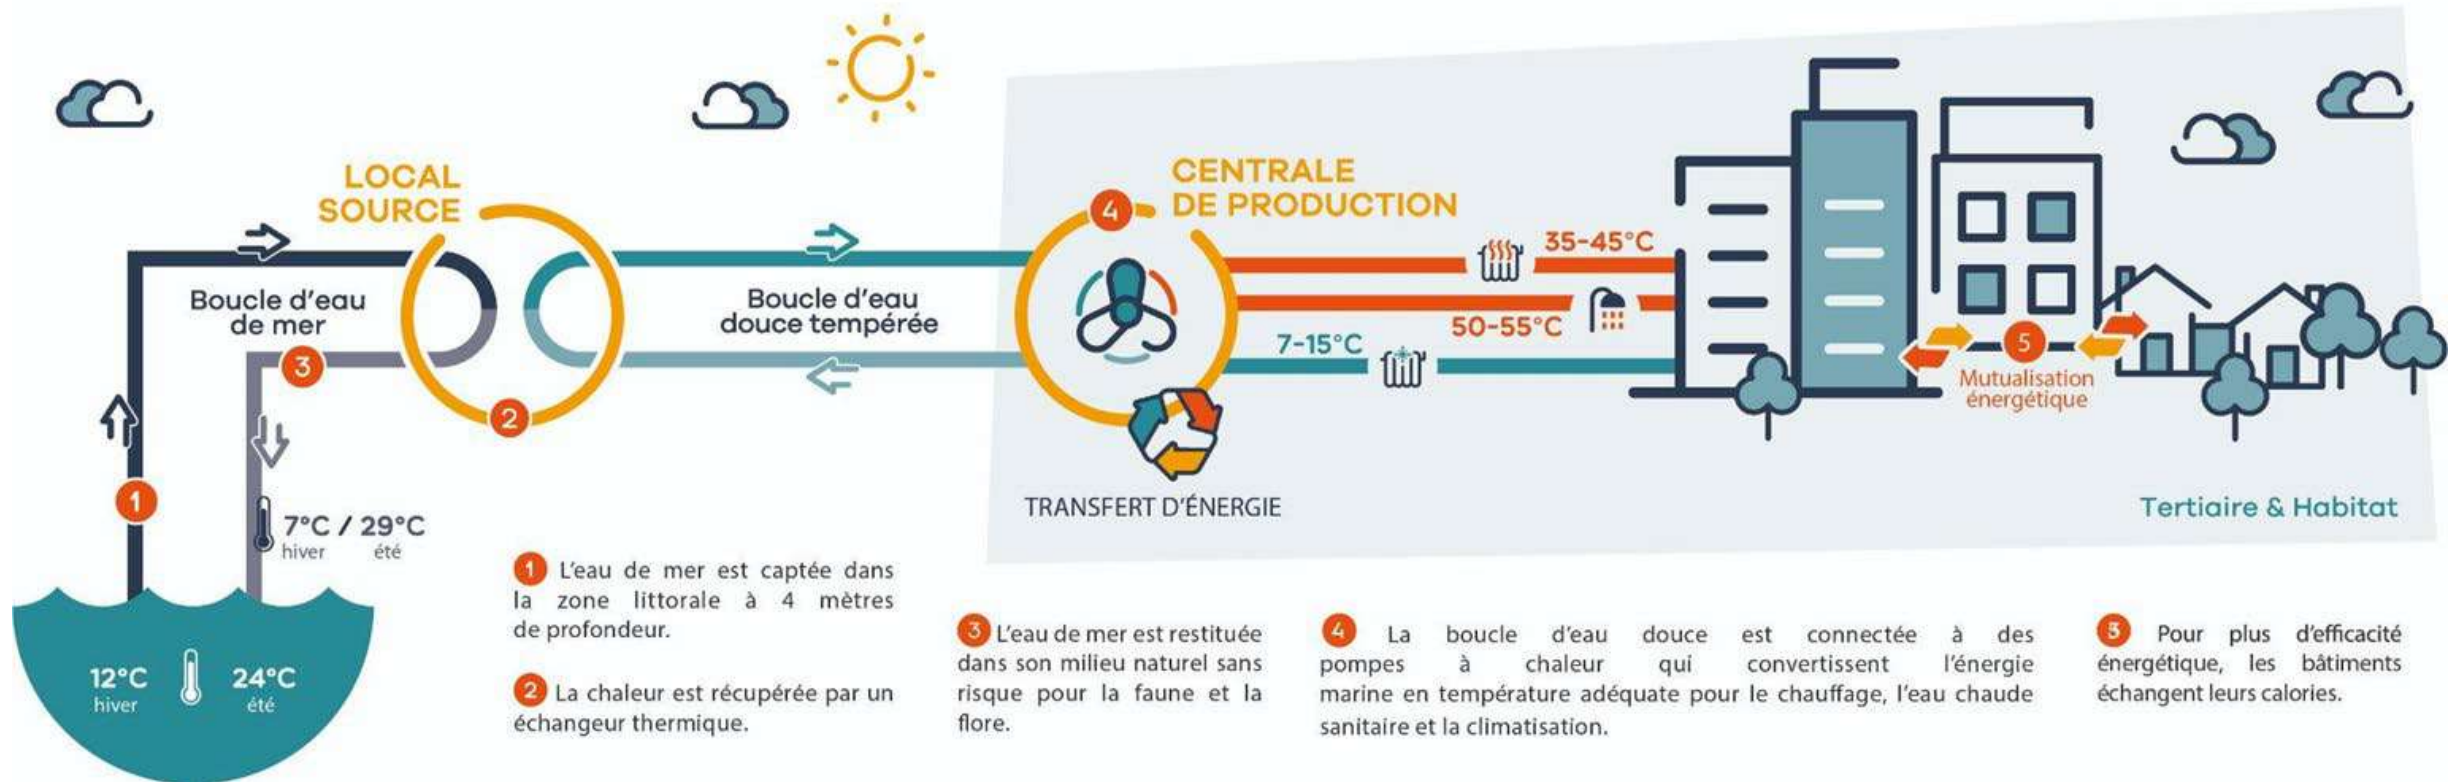 LOCAL
SOURCE
CENTRALE
DE PRODUCTION
4
35-45°C
Boucle d'eau
de mer
3
Boucle d'eau
douce tempérée
50-55°C
7-15°C
2
5
Mutualisation
énergétique
1
7°C / 29°C
hiver été
TRANSFERT D'ÉNERGIE
Tertiaire & Habitat
12°C 24°C
hiver été
1 L'eau de mer est captée dans
la zone littorale à 4 mètres
de profondeur.
2 La chaleur est récupérée par un
échangeur thermique.
3 L'eau de mer est restituée
dans son milieu naturel sans
risque pour la faune et la
flore.
4 La boucle d'eau douce est connectée à des
pompes à chaleur qui convertissent l'énergie
marine en température adéquate pour le chauffage, l'eau chaude
sanitaire et la climatisation.
5 Pour plus d'efficacité
énergétique, les bâtiments
échangent leurs calories.